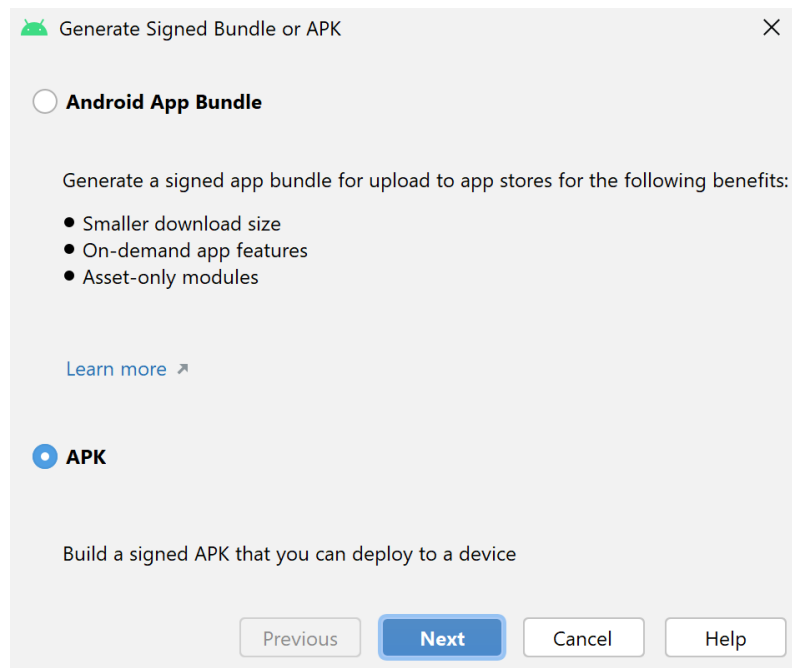 Generate Signed Bundle or APK
Android App Bundle
Generate a signed app bundle for upload to app stores for the following benefits:
Smaller download size
On-demand app features
Asset-only modules
Learn more
APK
Build a signed APK that you can deploy to a device
Previous Next Cancel Help